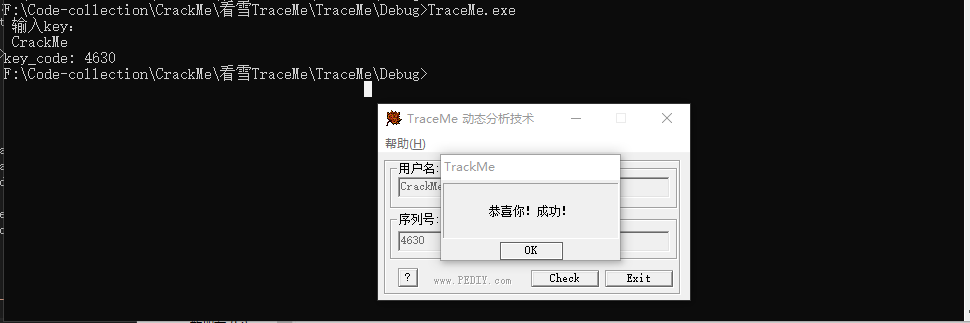 F:\Code-collection\CrackMe\看雪TraceMe\TraceMe\Debug>TraceMe.exe
输入key:
CrackMe
key_code: 4630
F:\Code-collection\CrackMe\看雪TraceMe\TraceMe\Debug>
TraceMe 动态分析技术
帮助(H)
TrackMe
用户名:
CrackMe
恭喜你！成功！
序列号:
4630
OK
?
www.PEDIY.com
Check
Exit